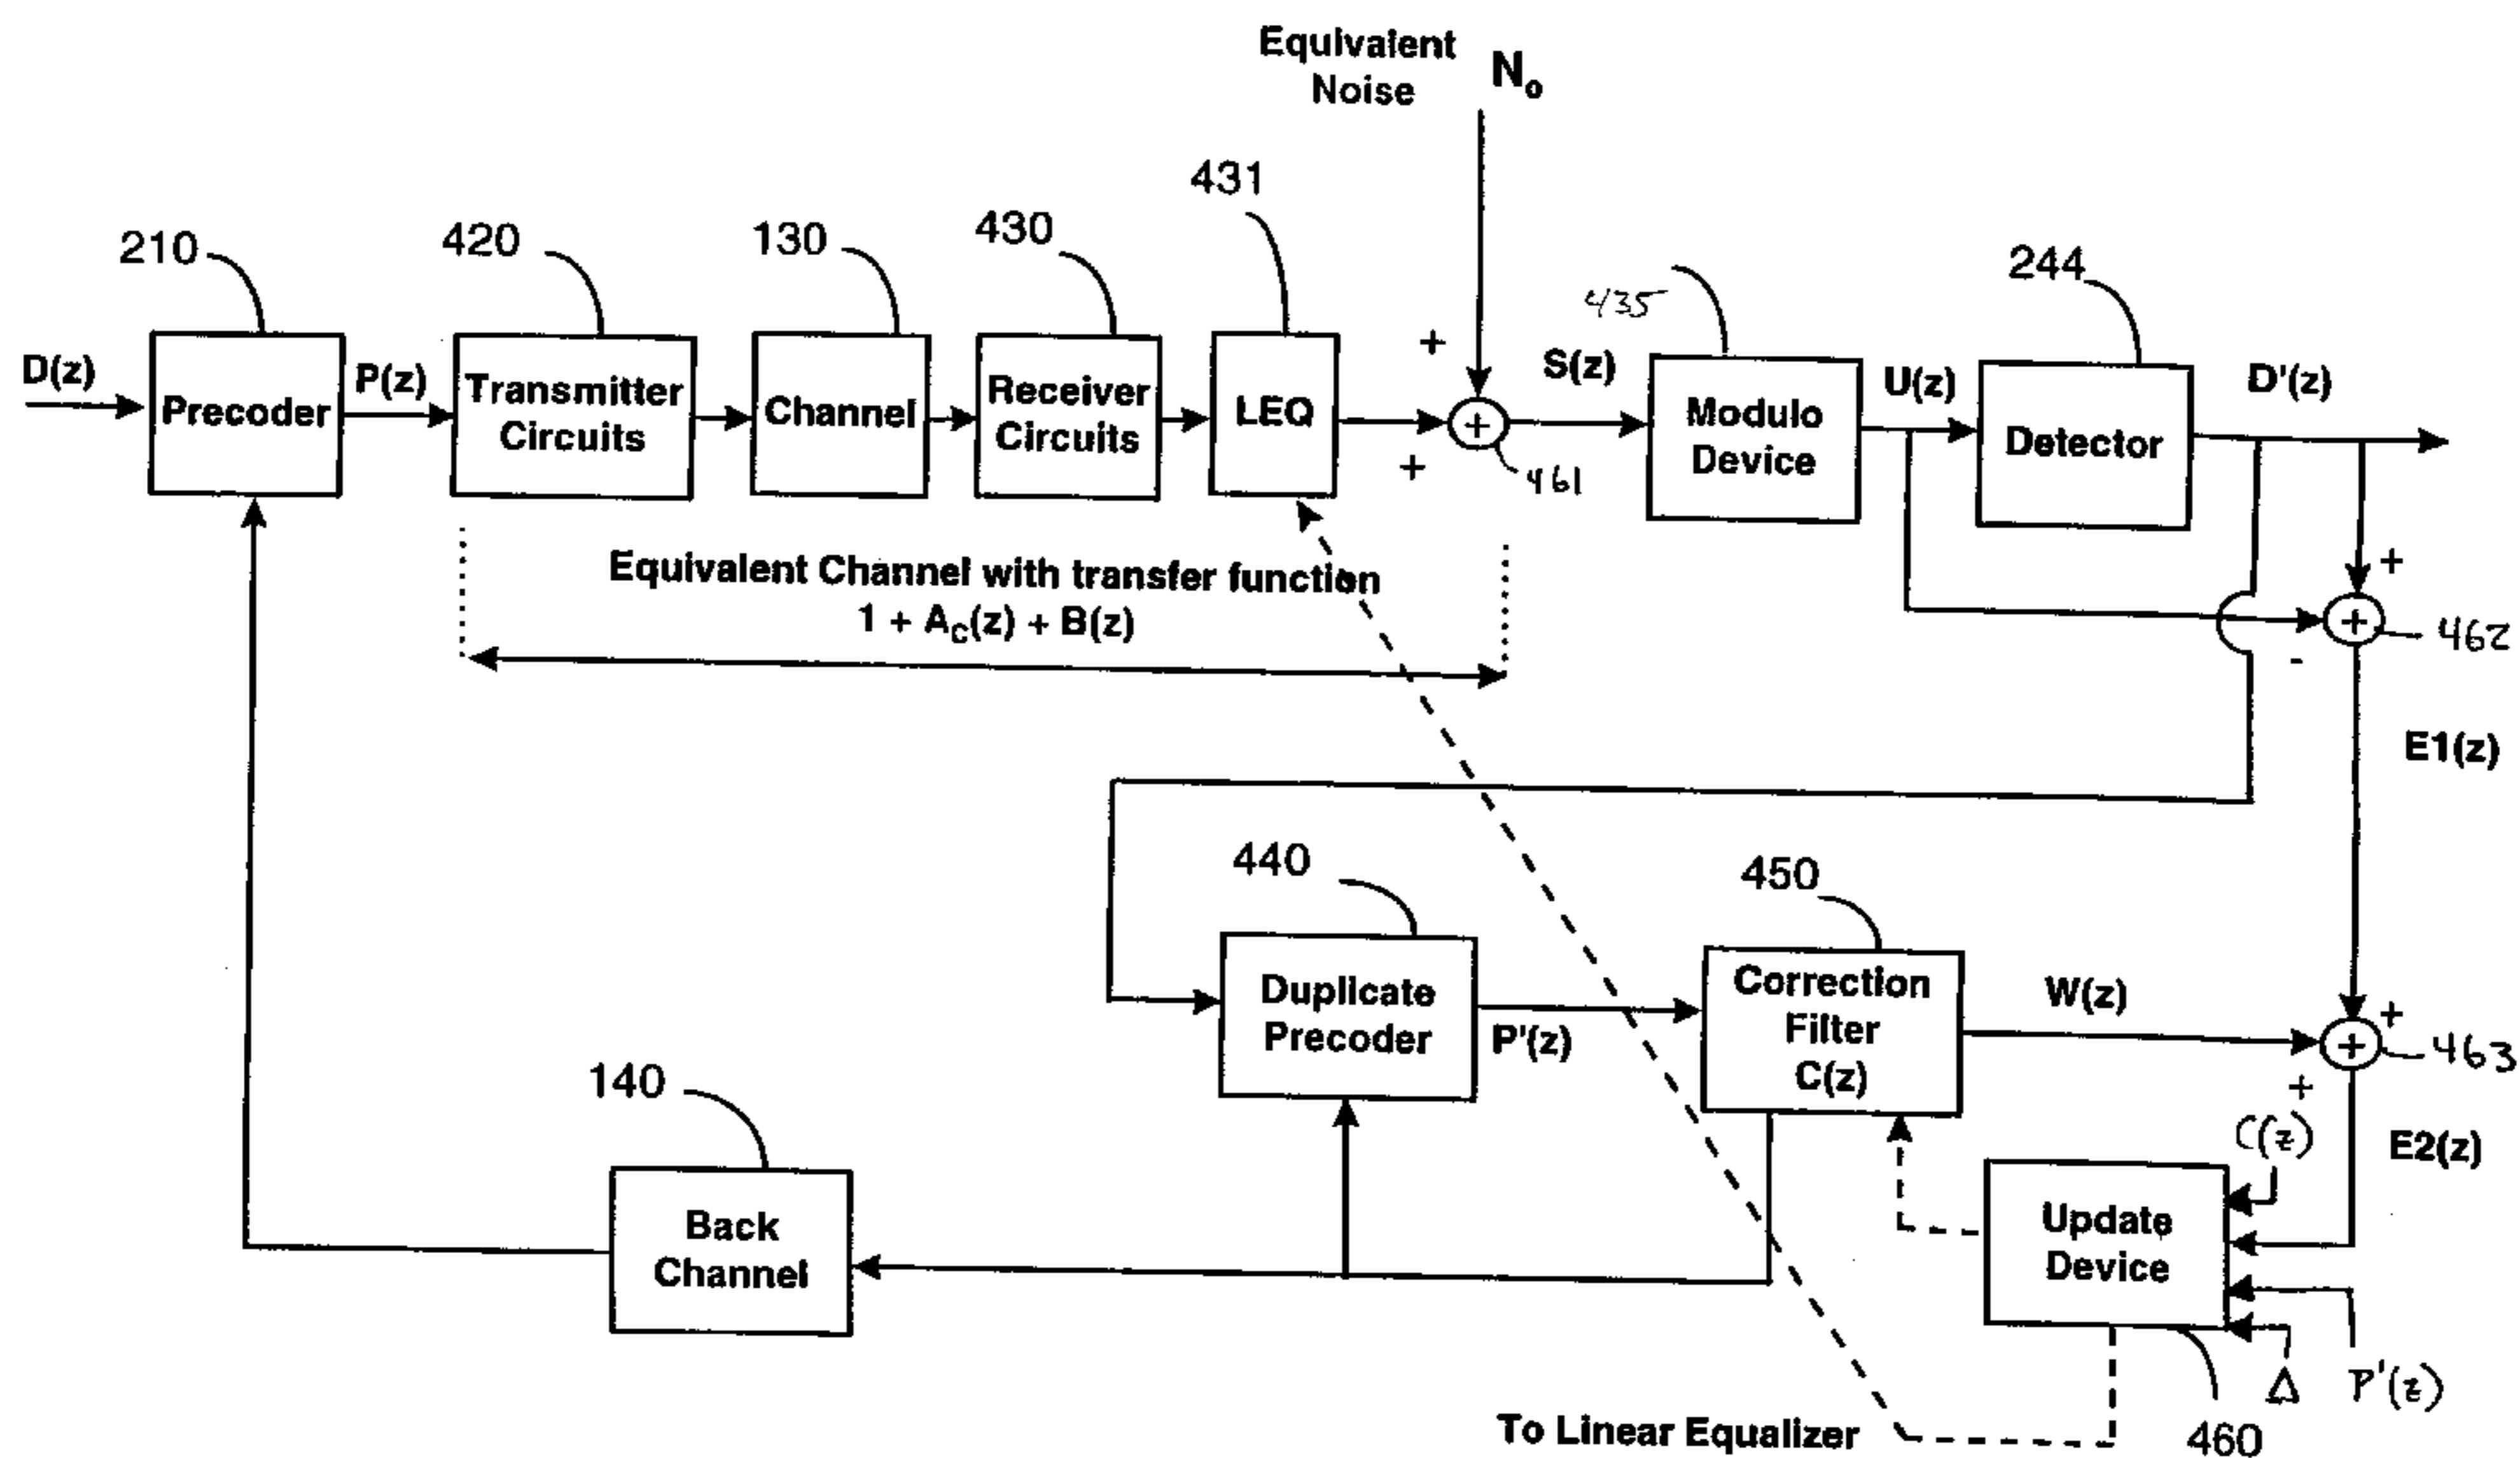 Equivalent
Noise
N₀
431
210
420
130
430
435
244
D(z)
Precoder
P(z)
Transmitter
Circuits
Channel
Receiver
Circuits
LEQ
+
+
+
461
S(z)
Modulo
Device
U(z)
Detector
D'(z)
Equivalent Channel with transfer function
1 + A_C(z) + B(z)
+
+
-
462
E1(z)
440
450
Duplicate
Precoder
P'(z)
Correction
Filter
C(z)
W(z)
+
+
+
463
140
C(z)
E2(z)
Back
Channel
Update
Device
Δ
P'(z)
To Linear Equalizer
460